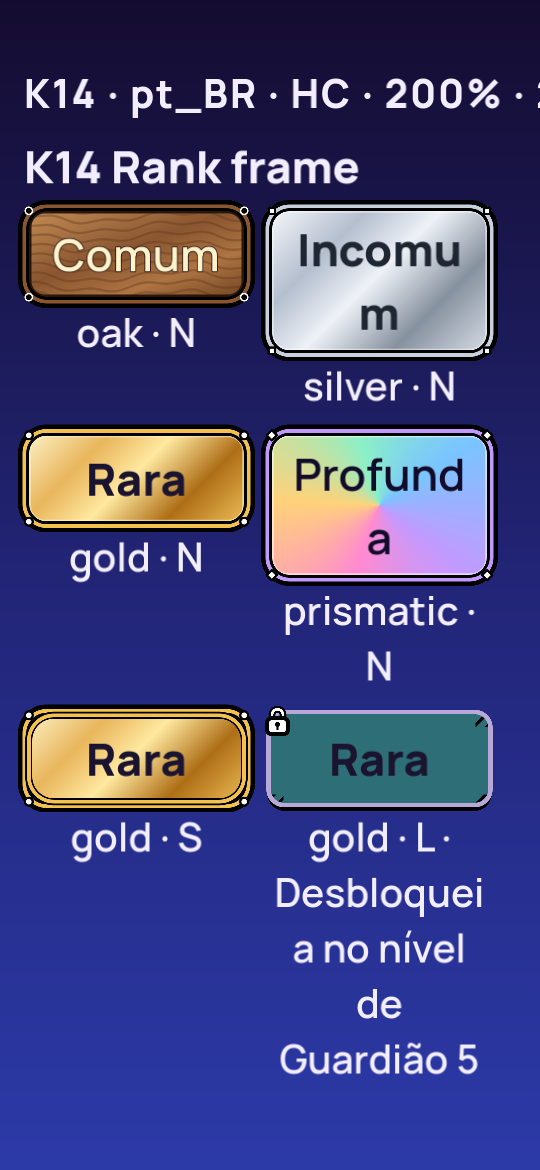 K14 · pt_BR · HC · 200% ·
K14 Rank frame
Comum
oak · N
Incomu
m
silver · N
Rara
gold · N
Profund
a
prismatic ·
N
Rara
gold · S
Rara
gold · L ·
Desbloquei
a no nível
de
Guardião 5